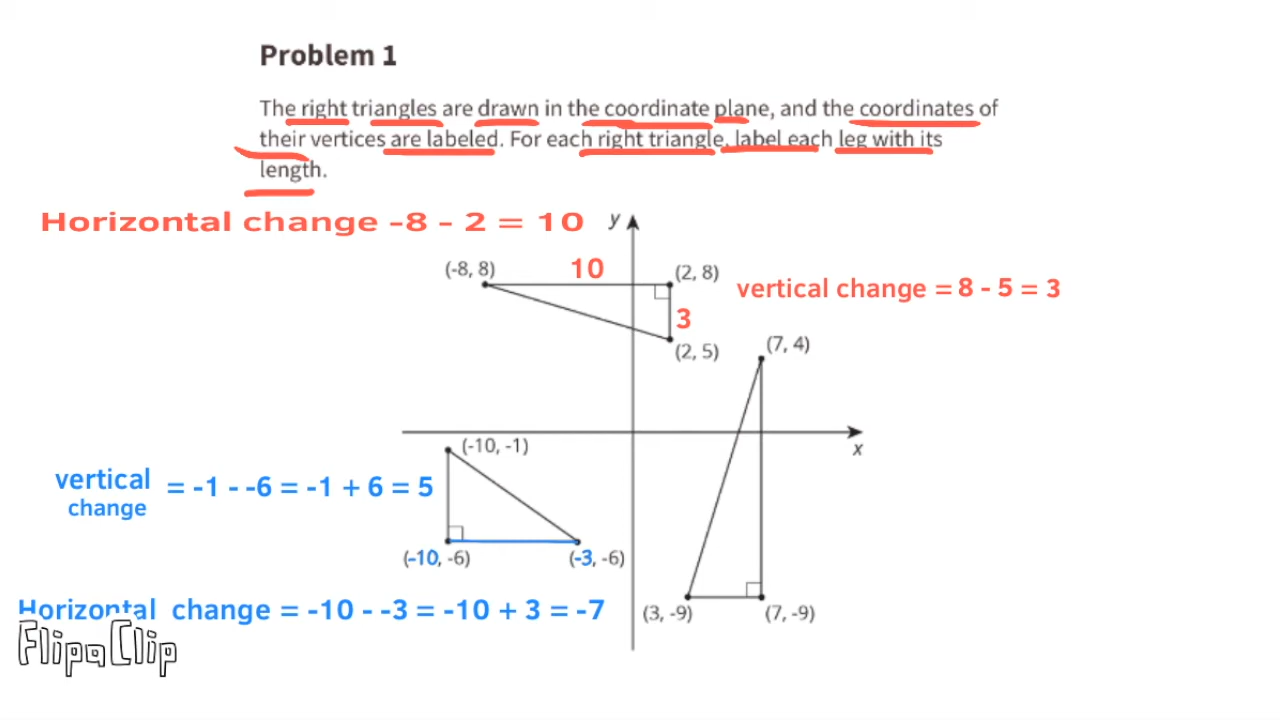 Problem 1
The right triangles are drawn in the coordinate plane, and the coordinates of
their vertices are labeled. For each right triangle, label each leg with its
length.
Horizontal change -8 - 2 = 10
y
(-8, 8)
10
(2, 8)
vertical change = 8 - 5 = 3
3
(2, 5)
(7, 4)
x
(-10, -1)
vertical
change
= -1 - -6 = -1 + 6 = 5
(-10, -6)
(-3, -6)
Horizontal change = -10 - -3 = -10 + 3 = -7
(3, -9)
(7, -9)
FlipaClip